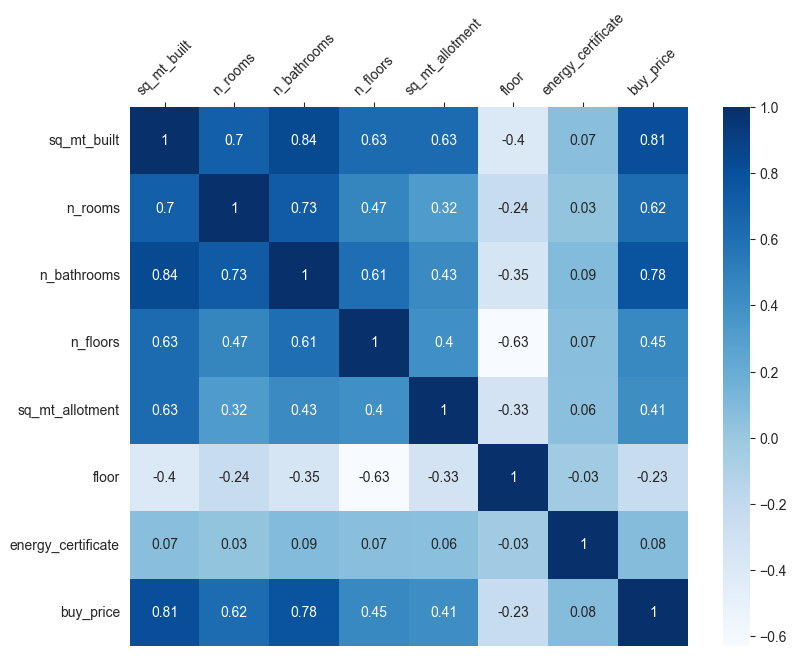 sq_mt_built n_rooms n_bathrooms n_floors sq_mt_allotment floor energy_certificate buy_price
sq_mt_built 1 0.7 0.84 0.63 0.63 -0.4 0.07 0.81
n_rooms 0.7 1 0.73 0.47 0.32 -0.24 0.03 0.62
n_bathrooms 0.84 0.73 1 0.61 0.43 -0.35 0.09 0.78
n_floors 0.63 0.47 0.61 1 0.4 -0.63 0.07 0.45
sq_mt_allotment 0.63 0.32 0.43 0.4 1 -0.33 0.06 0.41
floor -0.4 -0.24 -0.35 -0.63 -0.33 1 -0.03 -0.23
energy_certificate 0.07 0.03 0.09 0.07 0.06 -0.03 1 0.08
buy_price 0.81 0.62 0.78 0.45 0.41 -0.23 0.08 1
1.0
0.8
0.6
0.4
0.2
0.0
−0.2
−0.4
−0.6